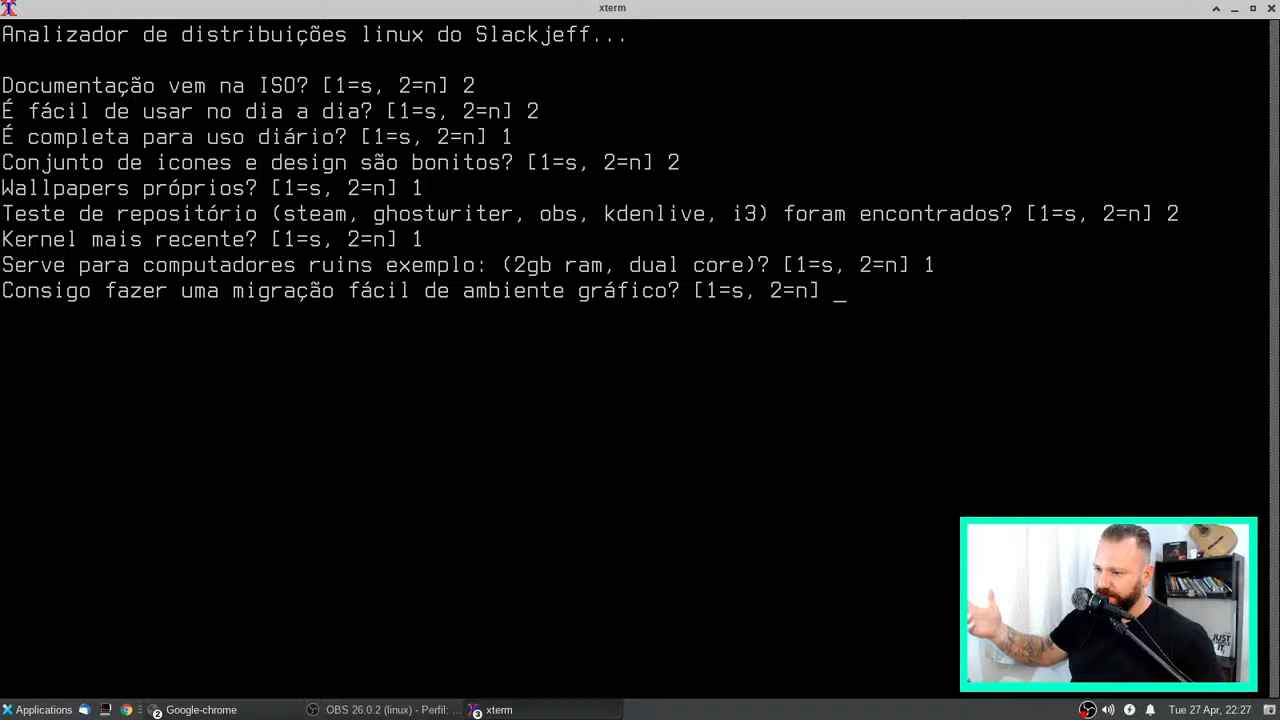 xterm
Analizador de distribuições linux do Slackjeff...
Documentação vem na ISO? [1=s, 2=n] 2
É fácil de usar no dia a dia? [1=s, 2=n] 2
É completa para uso diário? [1=s, 2=n] 1
Conjunto de icones e design são bonitos? [1=s, 2=n] 2
Wallpapers próprios? [1=s, 2=n] 1
Teste de repositório (steam, ghostwriter, obs, kdenlive, i3) foram encontrados? [1=s, 2=n] 2
Kernel mais recente? [1=s, 2=n] 1
Serve para computadores ruins exemplo: (2gb ram, dual core)? [1=s, 2=n] 1
Consigo fazer uma migração fácil de ambiente gráfico? [1=s, 2=n] _
JUST
IT
Applications 2 Google-chrome OBS 26.0.2 (linux) - Perfil: ... 3 xterm Tue 27 Apr, 22:27